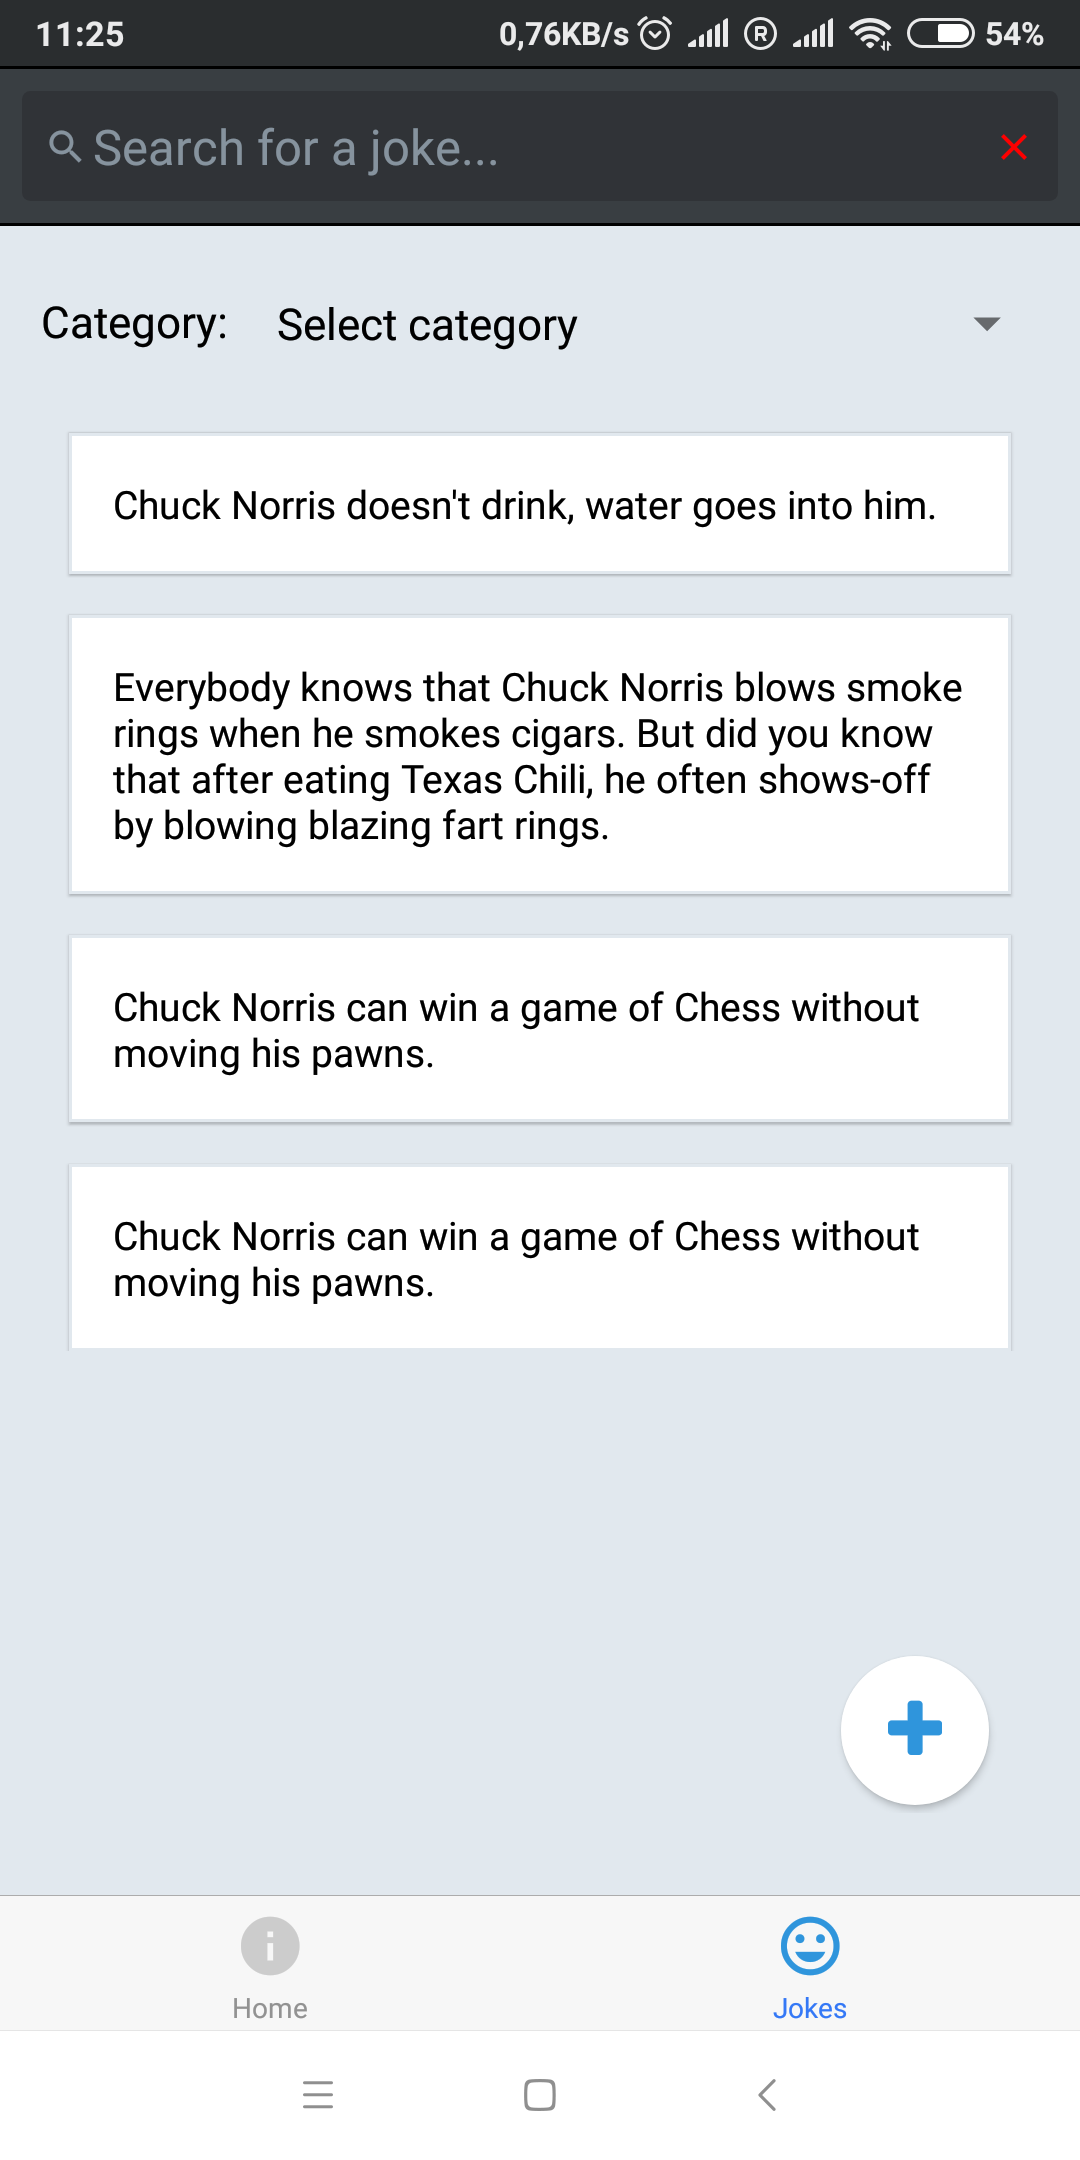 11:25 0,76KB/s R 54%
Search for a joke...
Category: Select category
Chuck Norris doesn't drink, water goes into him.
Everybody knows that Chuck Norris blows smoke
rings when he smokes cigars. But did you know
that after eating Texas Chili, he often shows-off
by blowing blazing fart rings.
Chuck Norris can win a game of Chess without
moving his pawns.
Chuck Norris can win a game of Chess without
moving his pawns.
Home Jokes